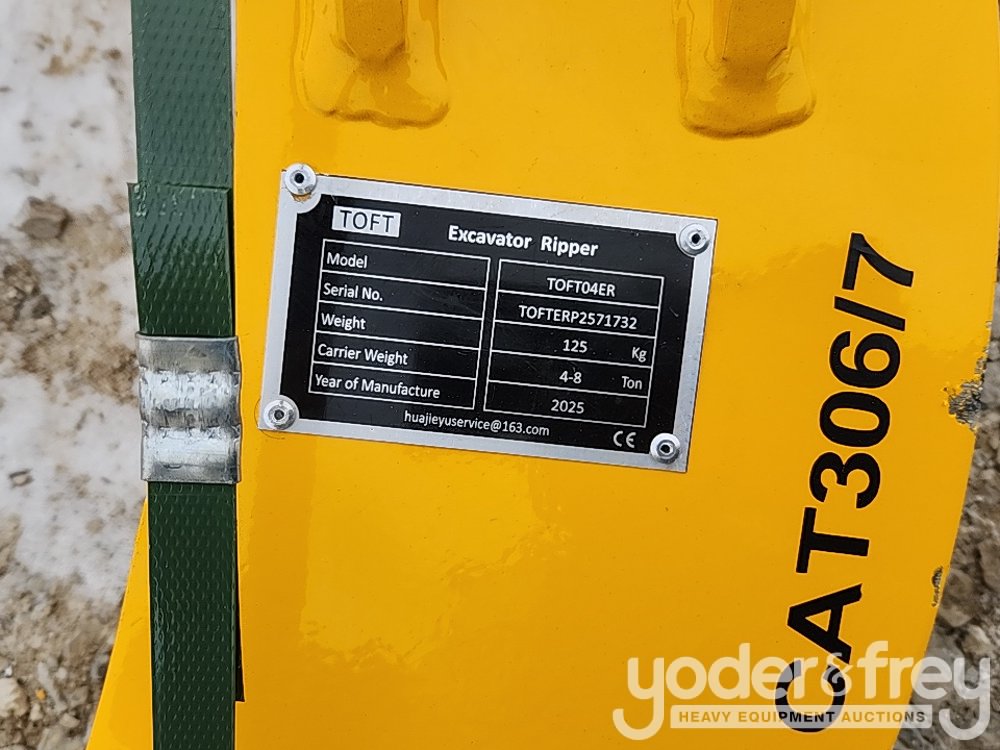 TOFT
Excavator Ripper
Model TOFT04ER
Serial No. TOFTERP2571732
Weight 125 Kg
Carrier Weight 4-8 Ton
Year of Manufacture 2025
huajieyuservice@163.com CE
CAT306/7
yoder&frey
HEAVY EQUIPMENT AUCTIONS